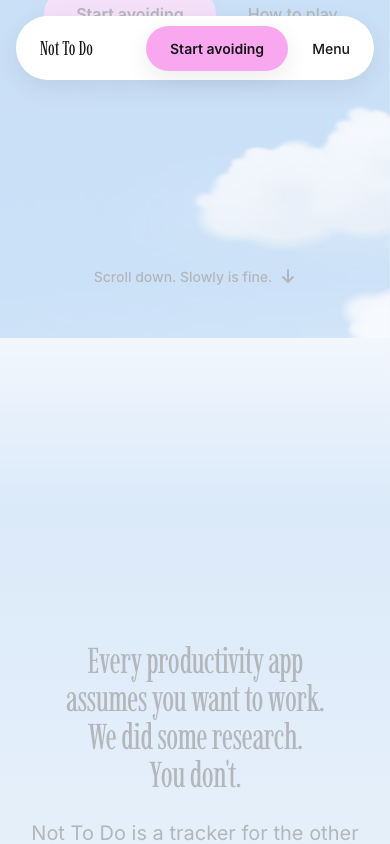 Start avoiding
How to play
Not To Do
Start avoiding
Menu
Scroll down. Slowly is fine.
Every productivity app
assumes you want to work.
We did some research.
You don't.
Not To Do is a tracker for the other